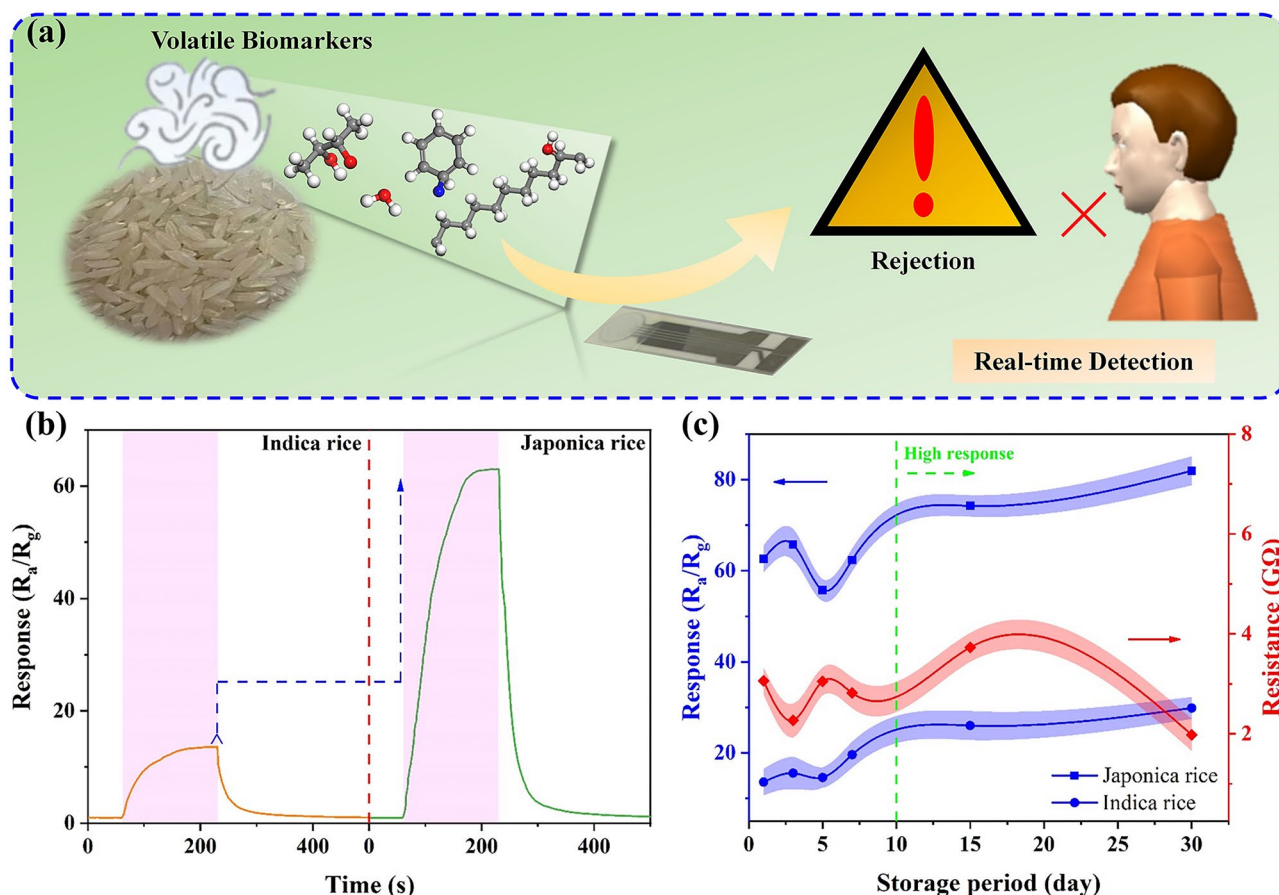 (a)
Volatile Biomarkers
Rejection
Real-time Detection
(b)
Indica rice
Japonica rice
Response (Ra/Rg)
60
40
20
0
0
200
0
200
Time (s)
(c)
High response
Response (Ra/Rg)
80
60
40
20
8
6
4
2
Resistance (GΩ)
Japonica rice
Indica rice
0
5
10
15
20
25
30
Storage period (day)